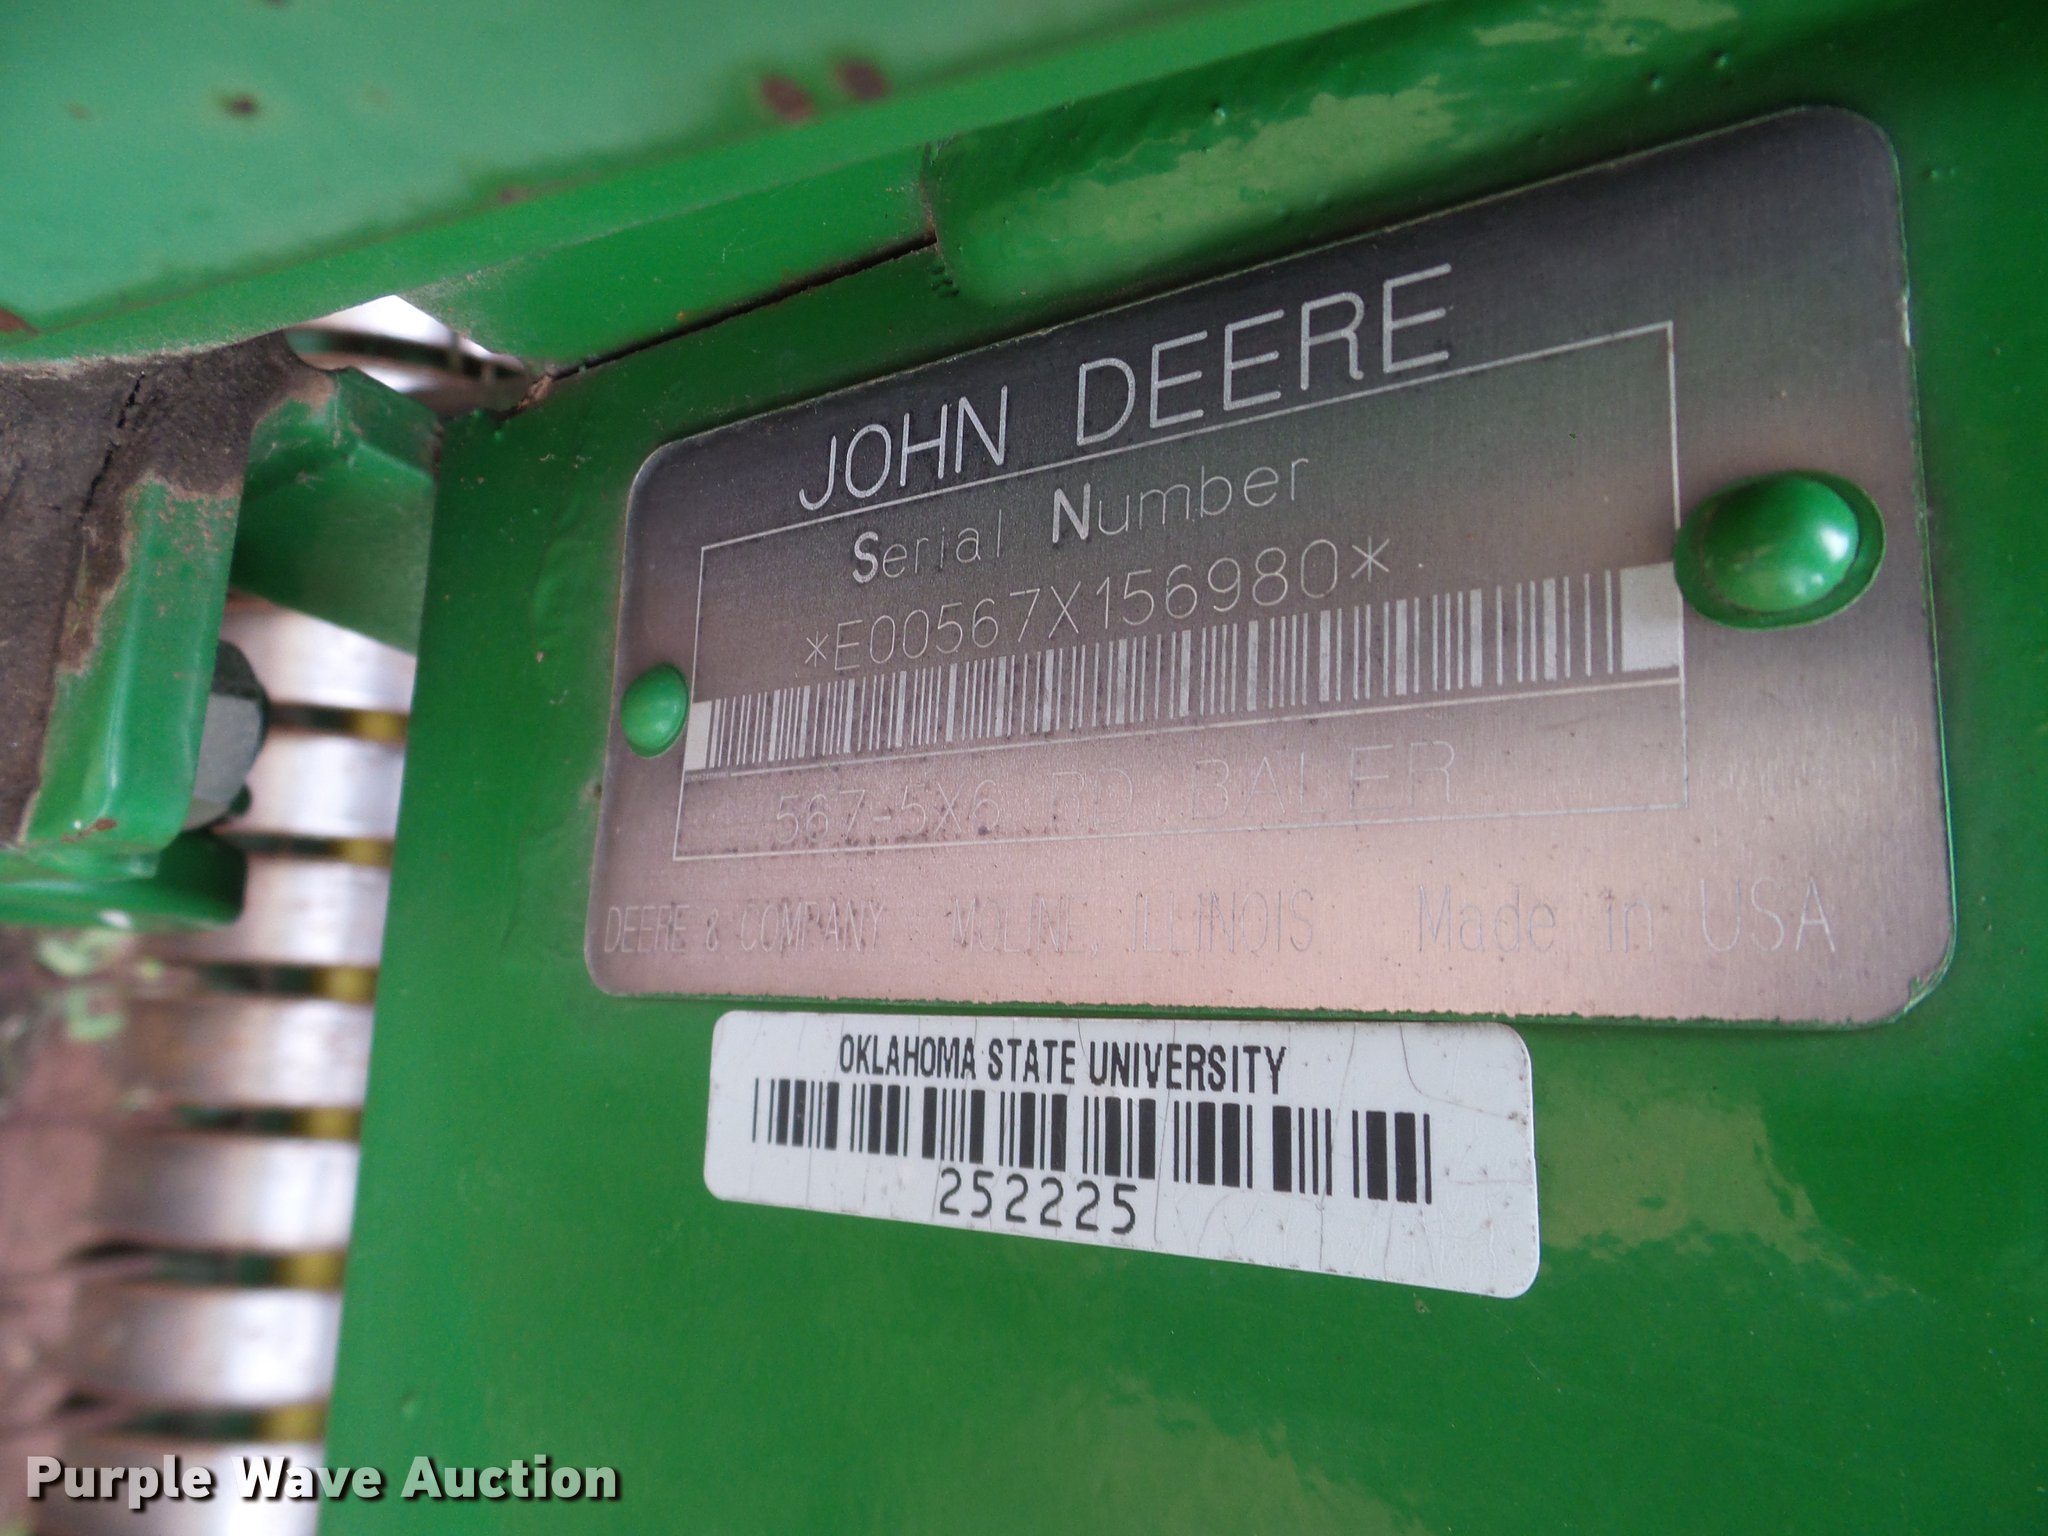 JOHN DEERE
Serial Number
*E00567X156980*
567-5X6 RD BALER
DEERE & COMPANY MOLINE, ILLINOIS Made in USA
OKLAHOMA STATE UNIVERSITY
252225
Purple Wave Auction